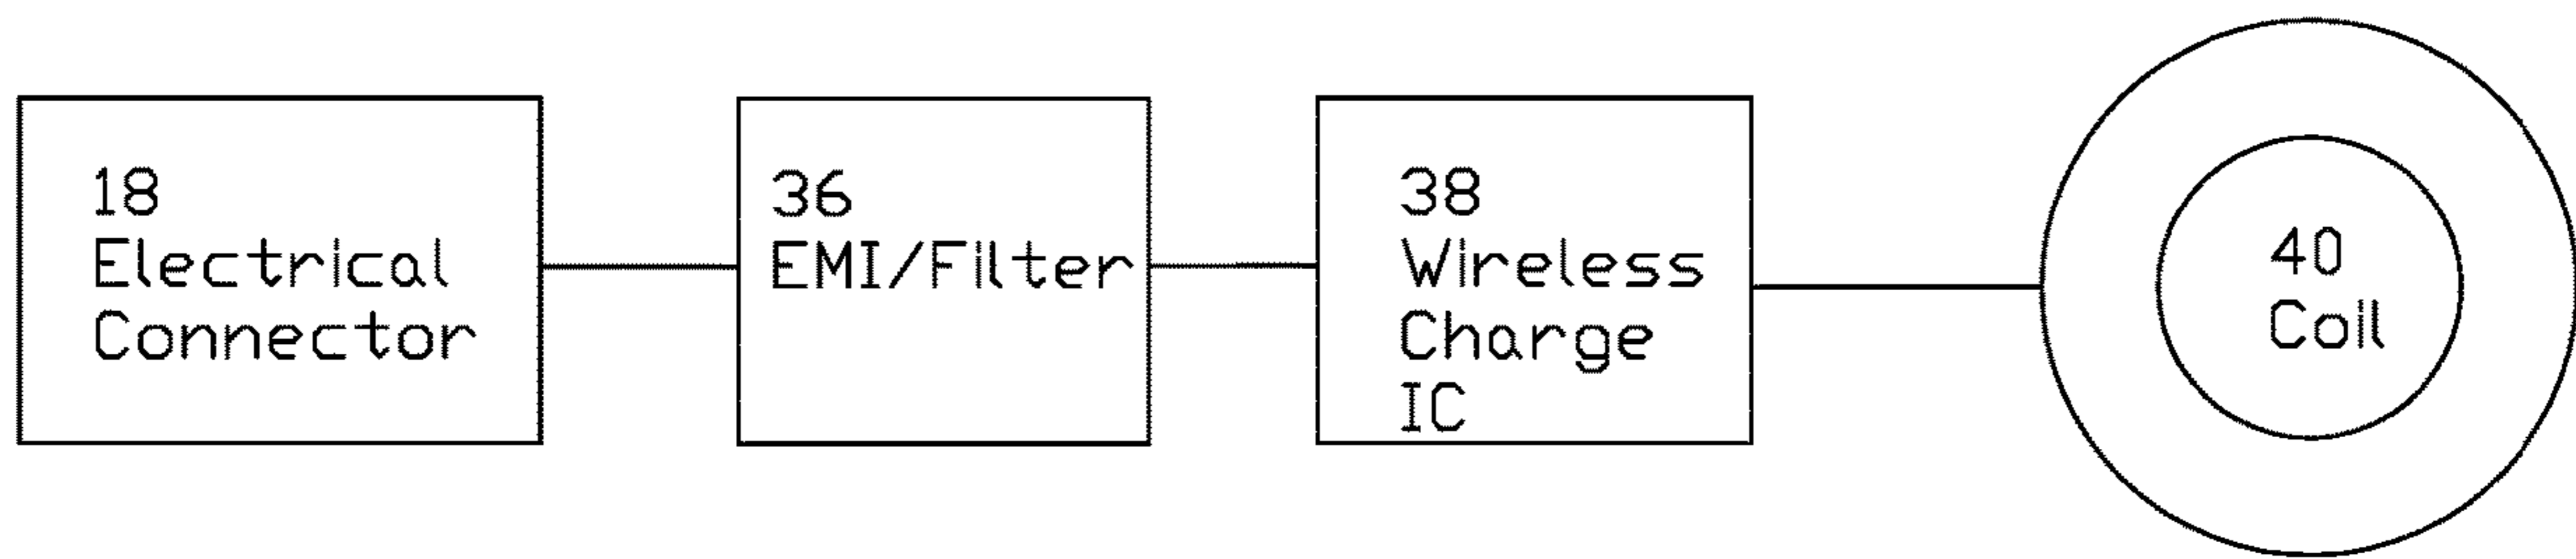 18
Electrical
Connector
36
EMI/Filter
38
Wireless
Charge
IC
40
Coil